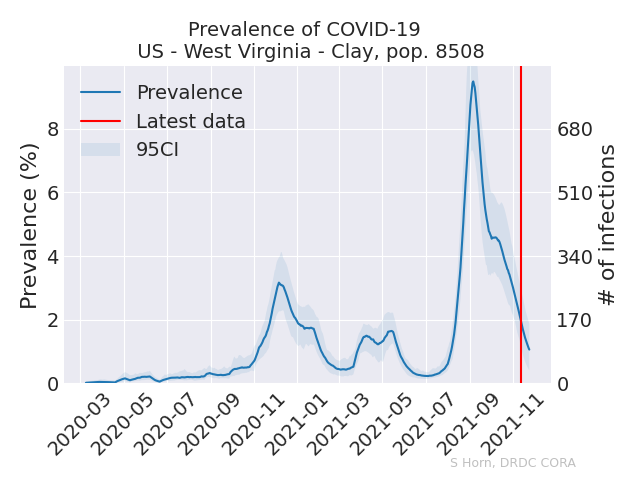 Prevalence of COVID-19
US - West Virginia - Clay, pop. 8508
Prevalence
Latest data
95CI
Prevalence (%)
8
6
4
2
0
# of infections
680
510
340
170
0
2020-03
2020-05
2020-07
2020-09
2020-11
2021-01
2021-03
2021-05
2021-07
2021-09
2021-11
S Horn, DRDC CORA